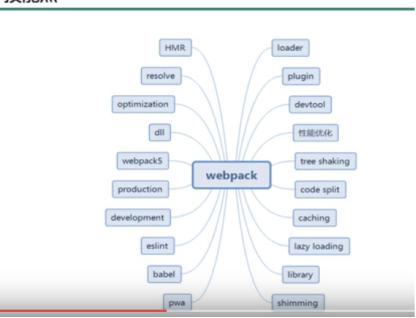 HMR
resolve
optimization
dll
webpack5
production
development
eslint
babel
pwa
webpack
loader
plugin
devtool
性能优化
tree shaking
code split
caching
lazy loading
library
shimming